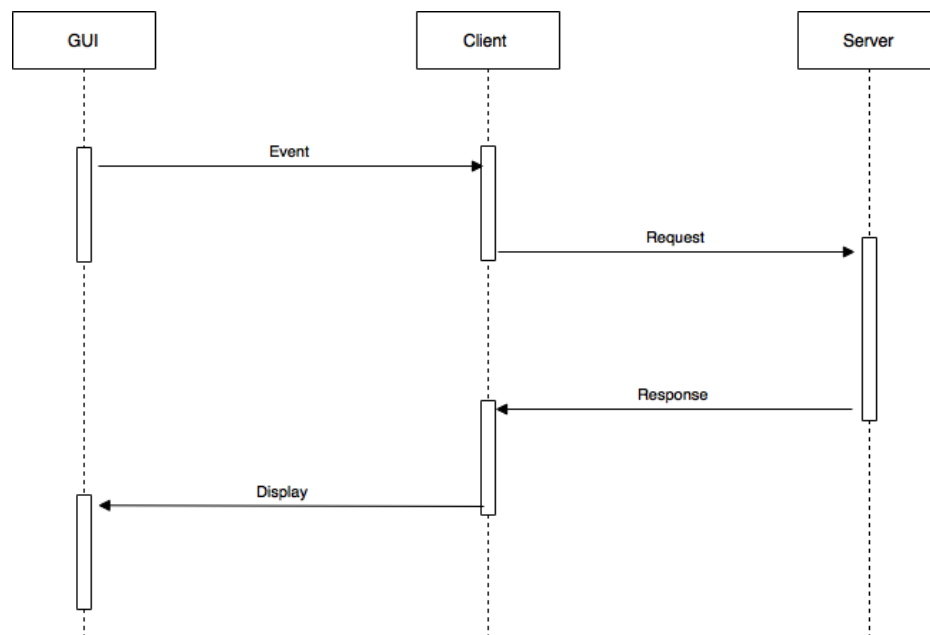 GUI
Client
Server
Event
Request
Response
Display